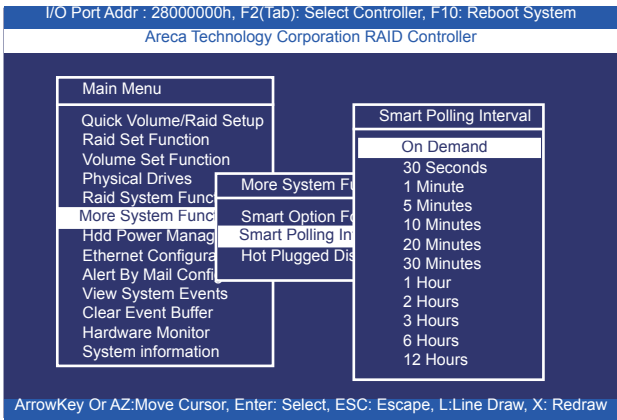 I/O Port Addr : 28000000h, F2(Tab): Select Controller, F10: Reboot System
Areca Technology Corporation RAID Controller
Main Menu
Quick Volume/Raid Setup
Raid Set Function
Volume Set Function
Physical Drives
Raid System Funct
More System Funct
Hdd Power Manag
Ethernet Configura
Alert By Mail Config
View System Events
Clear Event Buffer
Hardware Monitor
System information
More System Fu
Smart Option Fo
Smart Polling In
Hot Plugged Dis
Smart Polling Interval
On Demand
30 Seconds
1 Minute
5 Minutes
10 Minutes
20 Minutes
30 Minutes
1 Hour
2 Hours
3 Hours
6 Hours
12 Hours
ArrowKey Or AZ:Move Cursor, Enter: Select, ESC: Escape, L:Line Draw, X: Redraw